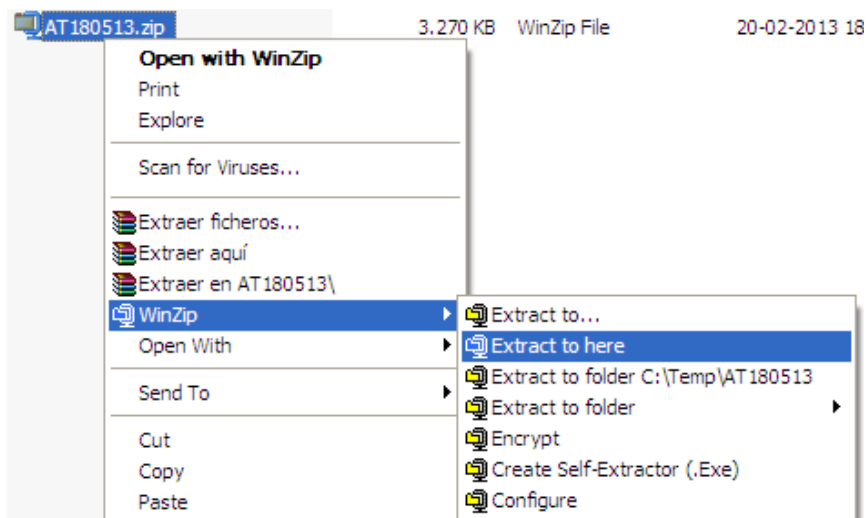 AT180513.zip 3.270 KB WinZip File 20-02-2013 18
Open with WinZip
Print
Explore
Scan for Viruses...
Extraer ficheros...
Extraer aquí
Extraer en AT180513\
WinZip
Open With
Send To
Cut
Copy
Paste
Extract to...
Extract to here
Extract to folder C:\Temp\AT180513
Extract to folder
Encrypt
Create Self-Extractor (.Exe)
Configure